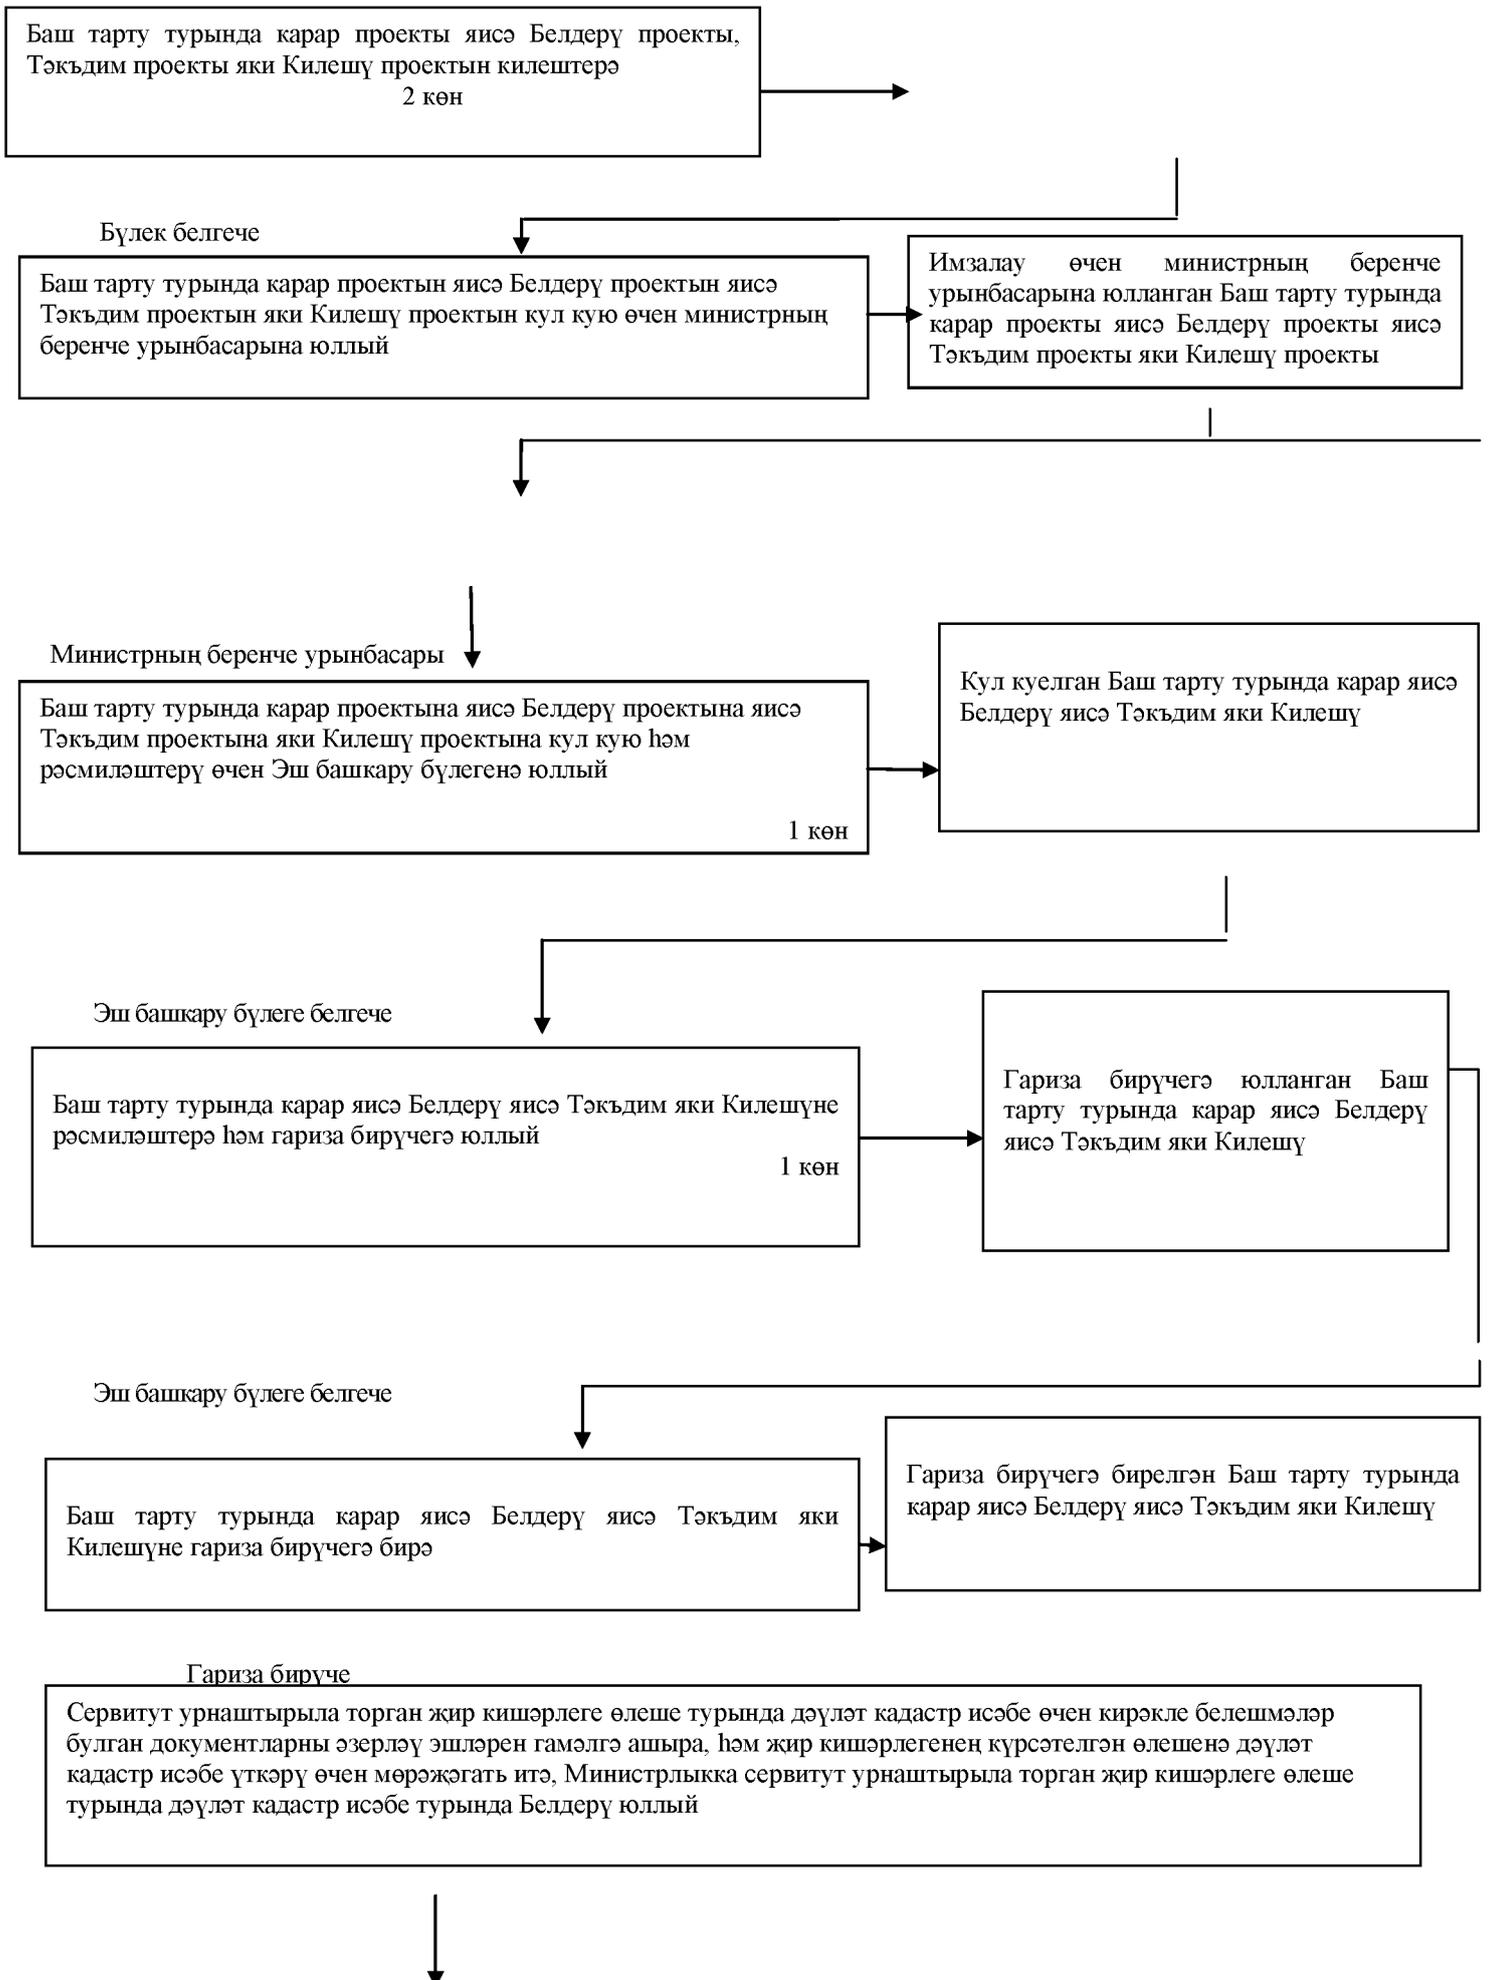 Баш тарту турында карар проекты яисә Белдерү проекты,
Тәкъдим проекты яки Килешү проектын килештерә
2 көн
Бүлек белгече
Баш тарту турында карар проектын яисә Белдерү проектын яисә
Тәкъдим проектын яки Килешү проектын кул кую өчен министрның
беренче урынбасарына юллый
Имзалау өчен министрның беренче
урынбасарына юлланган Баш тарту турында
карар проекты яисә Белдерү проекты яисә
Тәкъдим проекты яки Килешү проекты
Министрның беренче урынбасары
Баш тарту турында карар проектына яисә Белдерү проектына яисә
Тәкъдим проектына яки Килешү проектына кул кую һәм
рәсмиләштерү өчен Эш башкару бүлегенә юллый
1 көн
Кул куелган Баш тарту турында карар яисә
Белдерү яисә Тәкъдим яки Килешү
Эш башкару бүлеге белгече
Баш тарту турында карар яисә Белдерү яисә Тәкъдим яки Килешүне
рәсмиләштерә һәм гариза бирүчегә юллый
1 көн
Гариза бирүчегә юлланган Баш
тарту турында карар яисә Белдерү
яисә Тәкъдим яки Килешү
Эш башкару бүлеге белгече
Баш тарту турында карар яисә Белдерү яисә Тәкъдим яки
Килешүне гариза бирүчегә бирә
Гариза бирүчегә бирелгән Баш тарту турында
карар яисә Белдерү яисә Тәкъдим яки Килешү
Гариза бирүче
Сервитут урнаштырыла торган җир кишәрлеге өлеше турында дәүләт кадастр исәбе өчен кирәкле белешмәләр
булган документларны әзерләү эшләрен гамәлгә ашыра, һәм җир кишәрлегенең күрсәтелгән өлешенә дәүләт
кадастр исәбе үткәрү өчен мөрәҗәгать итә, Министрлыкка сервитут урнаштырыла торган җир кишәрлеге өлеше
турында дәүләт кадастр исәбе турында Белдерү юллый